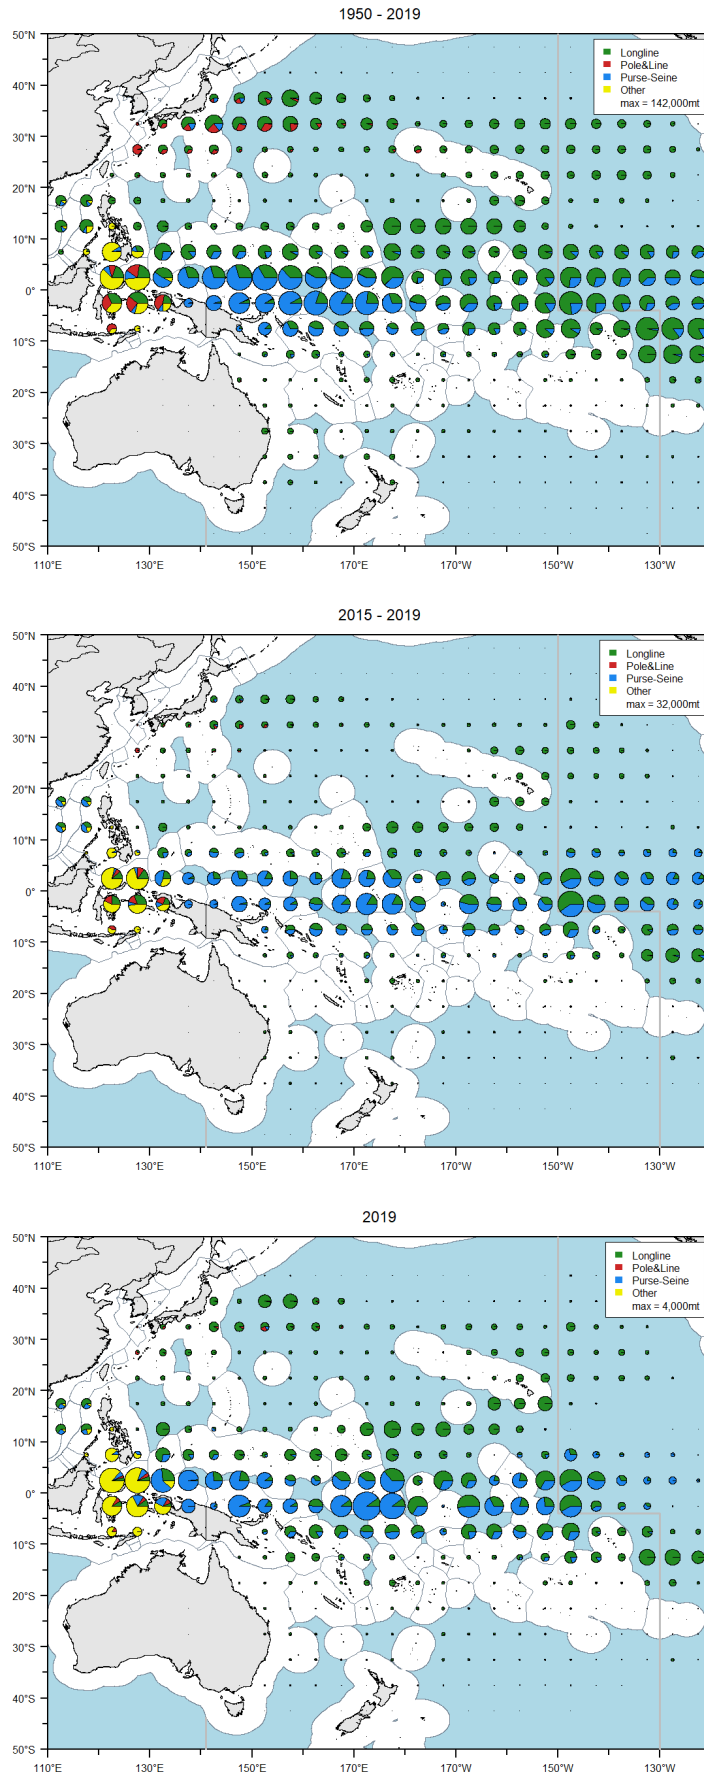 1950 - 2019
Longline
Pole&Line
Purse-Seine
Other
max = 142,000mt
50°N
40°N
30°N
20°N
10°N
0°
10°S
20°S
30°S
40°S
50°S
110°E 130°E 150°E 170°E 170°W 150°W 130°W
2015 - 2019
Longline
Pole&Line
Purse-Seine
Other
max = 32,000mt
50°N
40°N
30°N
20°N
10°N
0°
10°S
20°S
30°S
40°S
50°S
110°E 130°E 150°E 170°E 170°W 150°W 130°W
2019
Longline
Pole&Line
Purse-Seine
Other
max = 4,000mt
50°N
40°N
30°N
20°N
10°N
0°
10°S
20°S
30°S
40°S
50°S
110°E 130°E 150°E 170°E 170°W 150°W 130°W